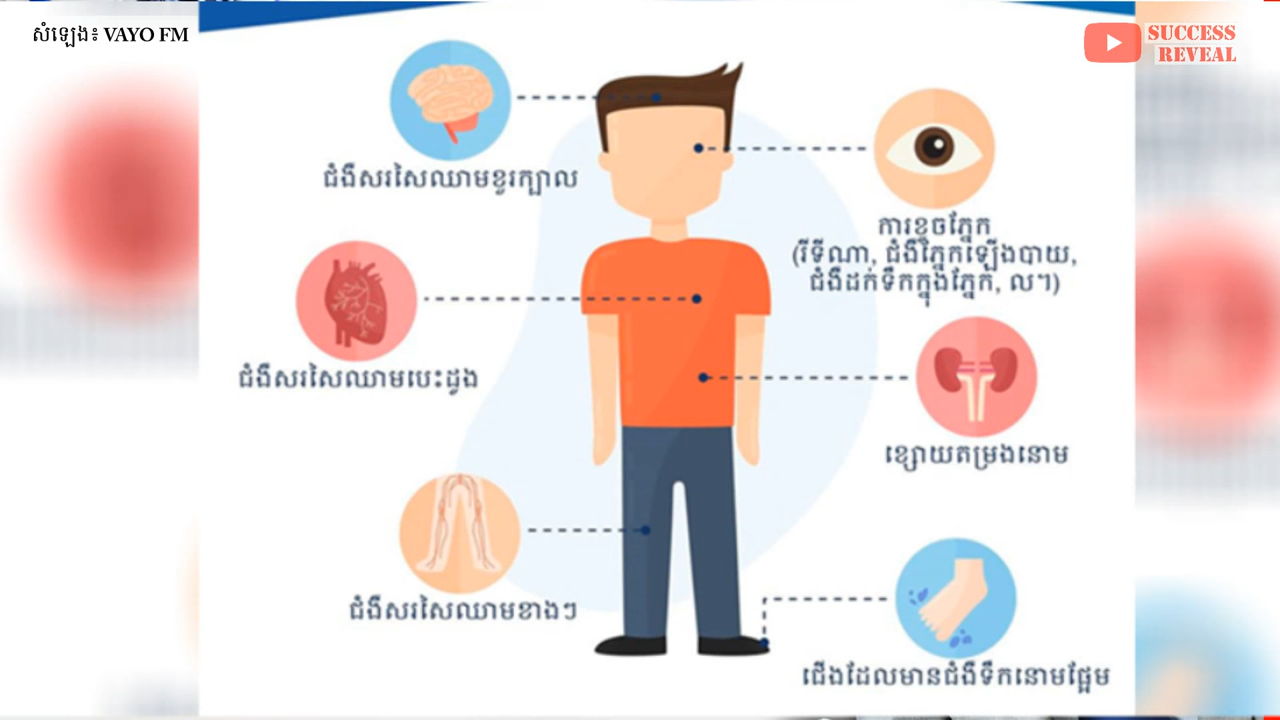 សំឡេង៖ VAYO FM
SUCCESS
REVEAL
ជំងឺសរសៃឈាមខួរក្បាល
ការខូចភ្នែក
(រីទីណា, ជំងឺភ្នែកឡើងបាយ,
ជំងឺដក់ទឹកក្នុងភ្នែក, ល។)
ជំងឺសរសៃឈាមបេះដូង
ខ្សោយតម្រងនោម
ជំងឺសរសៃឈាមខាងៗ
ជើងដែលមានជំងឺទឹកនោមផ្អែម